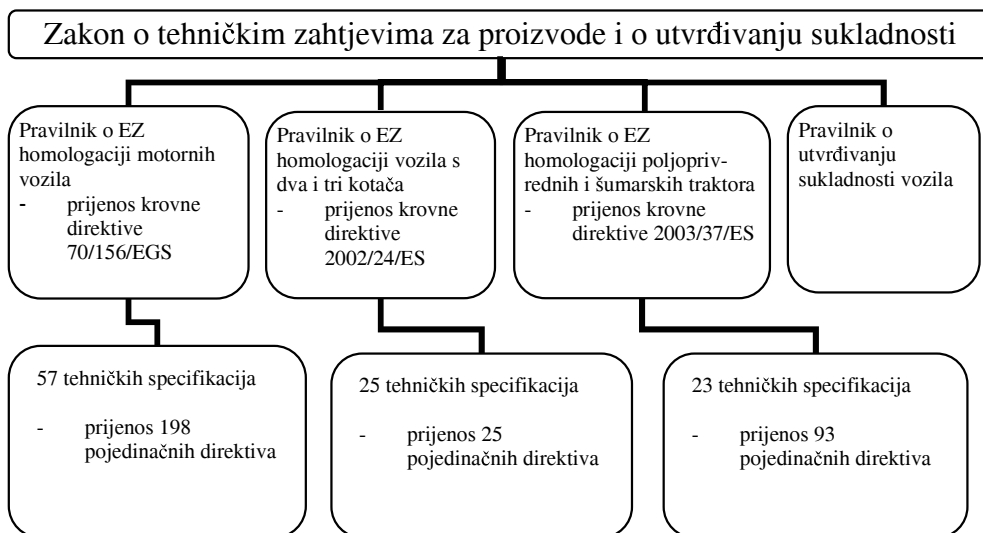 Zakon o tehničkim zahtjevima za proizvode i o utvrđivanju sukladnosti
Pravilnik o EZ
homologaciji motornih
vozila
- prijenos krovne
direktive
70/156/EGS
Pravilnik o EZ
homologaciji vozila s
dva i tri kotača
- prijenos krovne
direktive
2002/24/ES
Pravilnik o EZ
homologaciji poljopriv-
rednih i šumarskih traktora
- prijenos krovne
direktive 2003/37/ES
Pravilnik o
utvrđivanju
sukladnosti vozila
57 tehničkih specifikacija
- prijenos 198
pojedinačnih direktiva
25 tehničkih specifikacija
- prijenos 25
pojedinačnih direktiva
23 tehničkih specifikacija
- prijenos 93
pojedinačnih direktiva